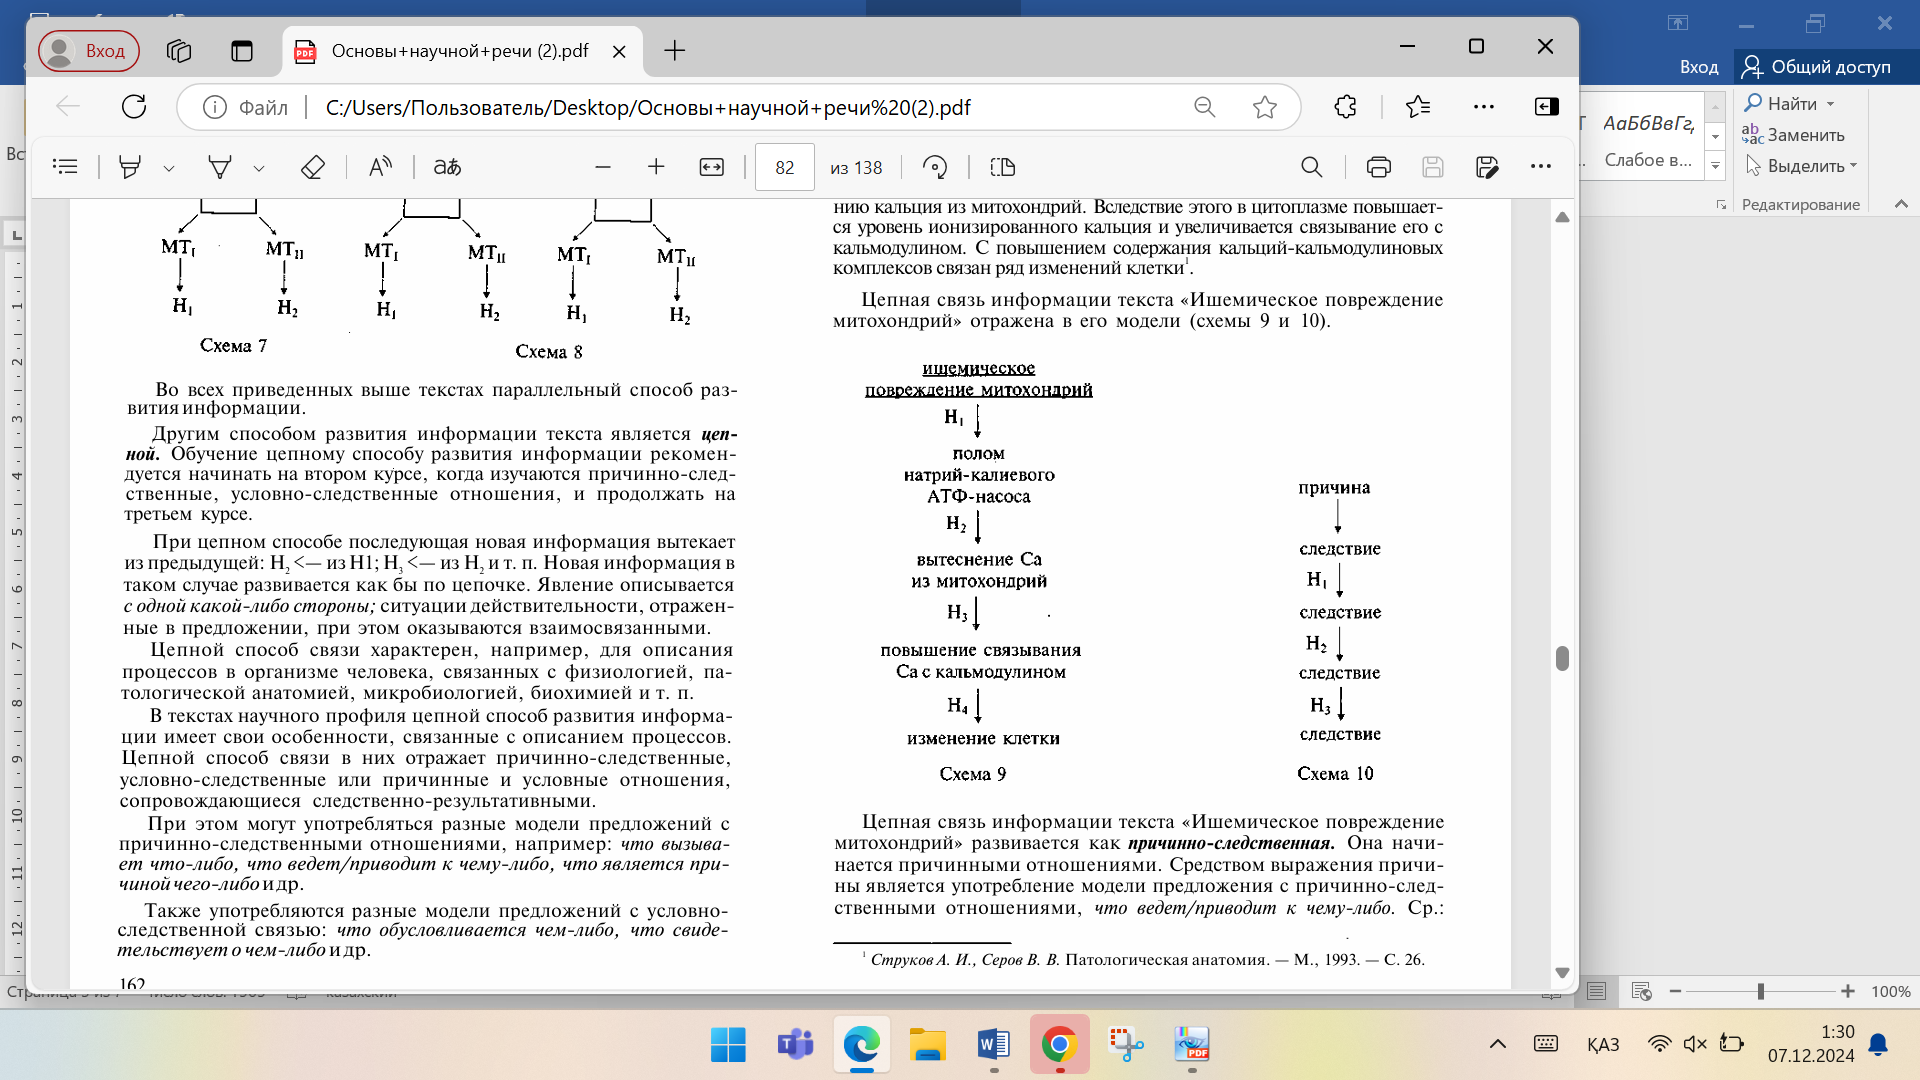 Вход
Основы+научной+речи (2).pdf
Вход
Общий доступ
Файл
C:/Users/Пользователь/Desktop/Основы+научной+речи%20(2).pdf
АаБбВвГг,
Слабое в...
Найти
Заменить
Выделить
Редактирование
82 из 138
МТI МТII МТI МТII МТI МТII
Н1 Н2 Н1 Н2 Н1 Н2
Схема 7
Схема 8
Во всех приведенных выше текстах параллельный способ раз-
вития информации.
Другим способом развития информации текста является цеп-
ной. Обучение цепному способу развития информации рекомен-
дуется начинать на втором курсе, когда изучаются причинно-след-
ственные, условно-следственные отношения, и продолжать на
третьем курсе.
При цепном способе последующая новая информация вытекает
из предыдущей: Н2 <— из Н1; Н3 <— из Н2 и т. п. Новая информация в
таком случае развивается как бы по цепочке. Явление описывается
с одной какой-либо стороны; ситуации действительности, отражен-
ные в предложении, при этом оказываются взаимосвязанными.
Цепной способ связи характерен, например, для описания
процессов в организме человека, связанных с физиологией, па-
тологической анатомией, микробиологией, биохимией и т. п.
В текстах научного профиля цепной способ развития информа-
ции имеет свои особенности, связанные с описанием процессов.
Цепной способ связи в них отражает причинно-следственные,
условно-следственные или причинные и условные отношения,
сопровождающиеся следственно-результативными.
При этом могут употребляться разные модели предложений с
причинно-следственными отношениями, например: что вызыва-
ет что-либо, что ведет/приводит к чему-либо, что является при-
чиной чего-либо и др.
Также употребляются разные модели предложений с условно-
следственной связью: что обусловливается чем-либо, что свиде-
тельствует о чем-либо и др.
162
нию кальция из митохондрий. Вследствие этого в цитоплазме повышает-
ся уровень ионизированного кальция и увеличивается связывание его с
кальмодулином. С повышением содержания кальций-кальмодулиновых
комплексов связан ряд изменений клетки1.
Цепная связь информации текста «Ишемическое повреждение
митохондрий» отражена в его модели (схемы 9 и 10).
ишемическое
повреждение митохондрий
Н1
полом
натрий-калиевого
АТФ-насоса
Н2
вытеснение Са
из митохондрий
Н3
повышение связывания
Са с кальмодулином
Н4
изменение клетки
Схема 9
причина
следствие
Н1
следствие
Н2
следствие
Н3
следствие
Схема 10
Цепная связь информации текста «Ишемическое повреждение
митохондрий» развивается как причинно-следственная. Она начи-
нается причинными отношениями. Средством выражения причи-
ны является употребление модели предложения с причинно-след-
ственными отношениями, что ведет/приводит к чему-либо. Ср.:
1 Струков А. И., Серов В. В. Патологическая анатомия. — М., 1993. — С. 26.
100%
ҚАЗ
1:30
07.12.2024